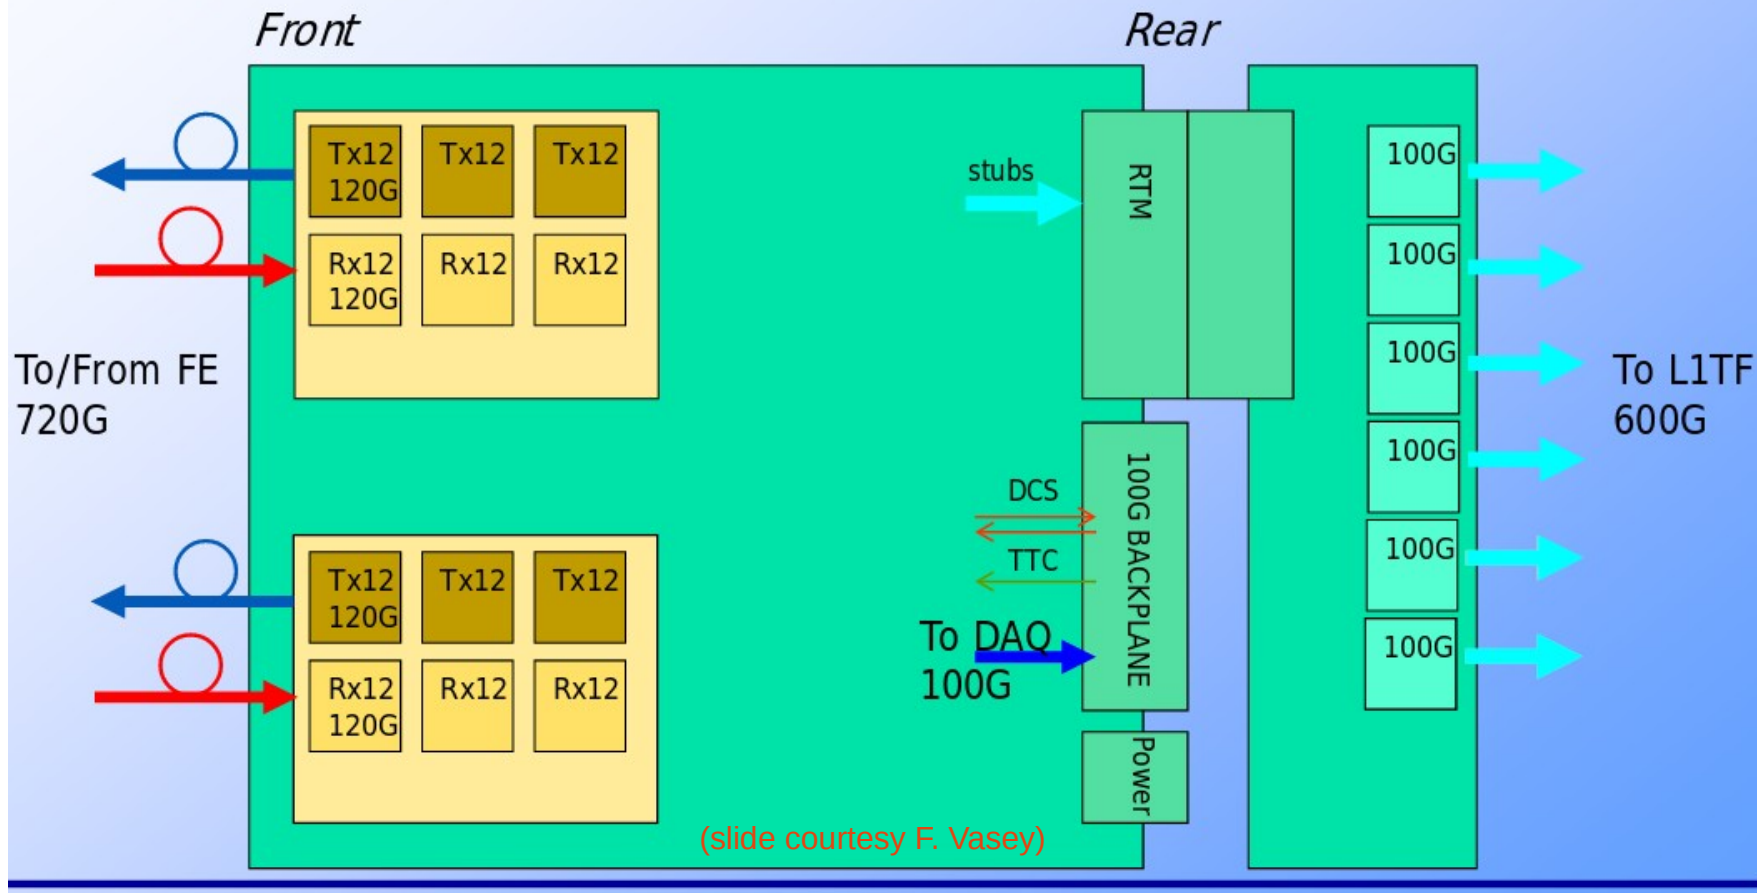 Front
Rear
Tx12
120G
Tx12
Tx12
Rx12
120G
Rx12
Rx12
To/From FE
720G
Tx12
120G
Tx12
Tx12
Rx12
120G
Rx12
Rx12
stubs
RTM
DCS
TTC
To DAQ
100G
100G BACKPLANE
Power
100G
100G
100G
100G
100G
100G
To L1TF
600G
(slide courtesy F. Vasey)